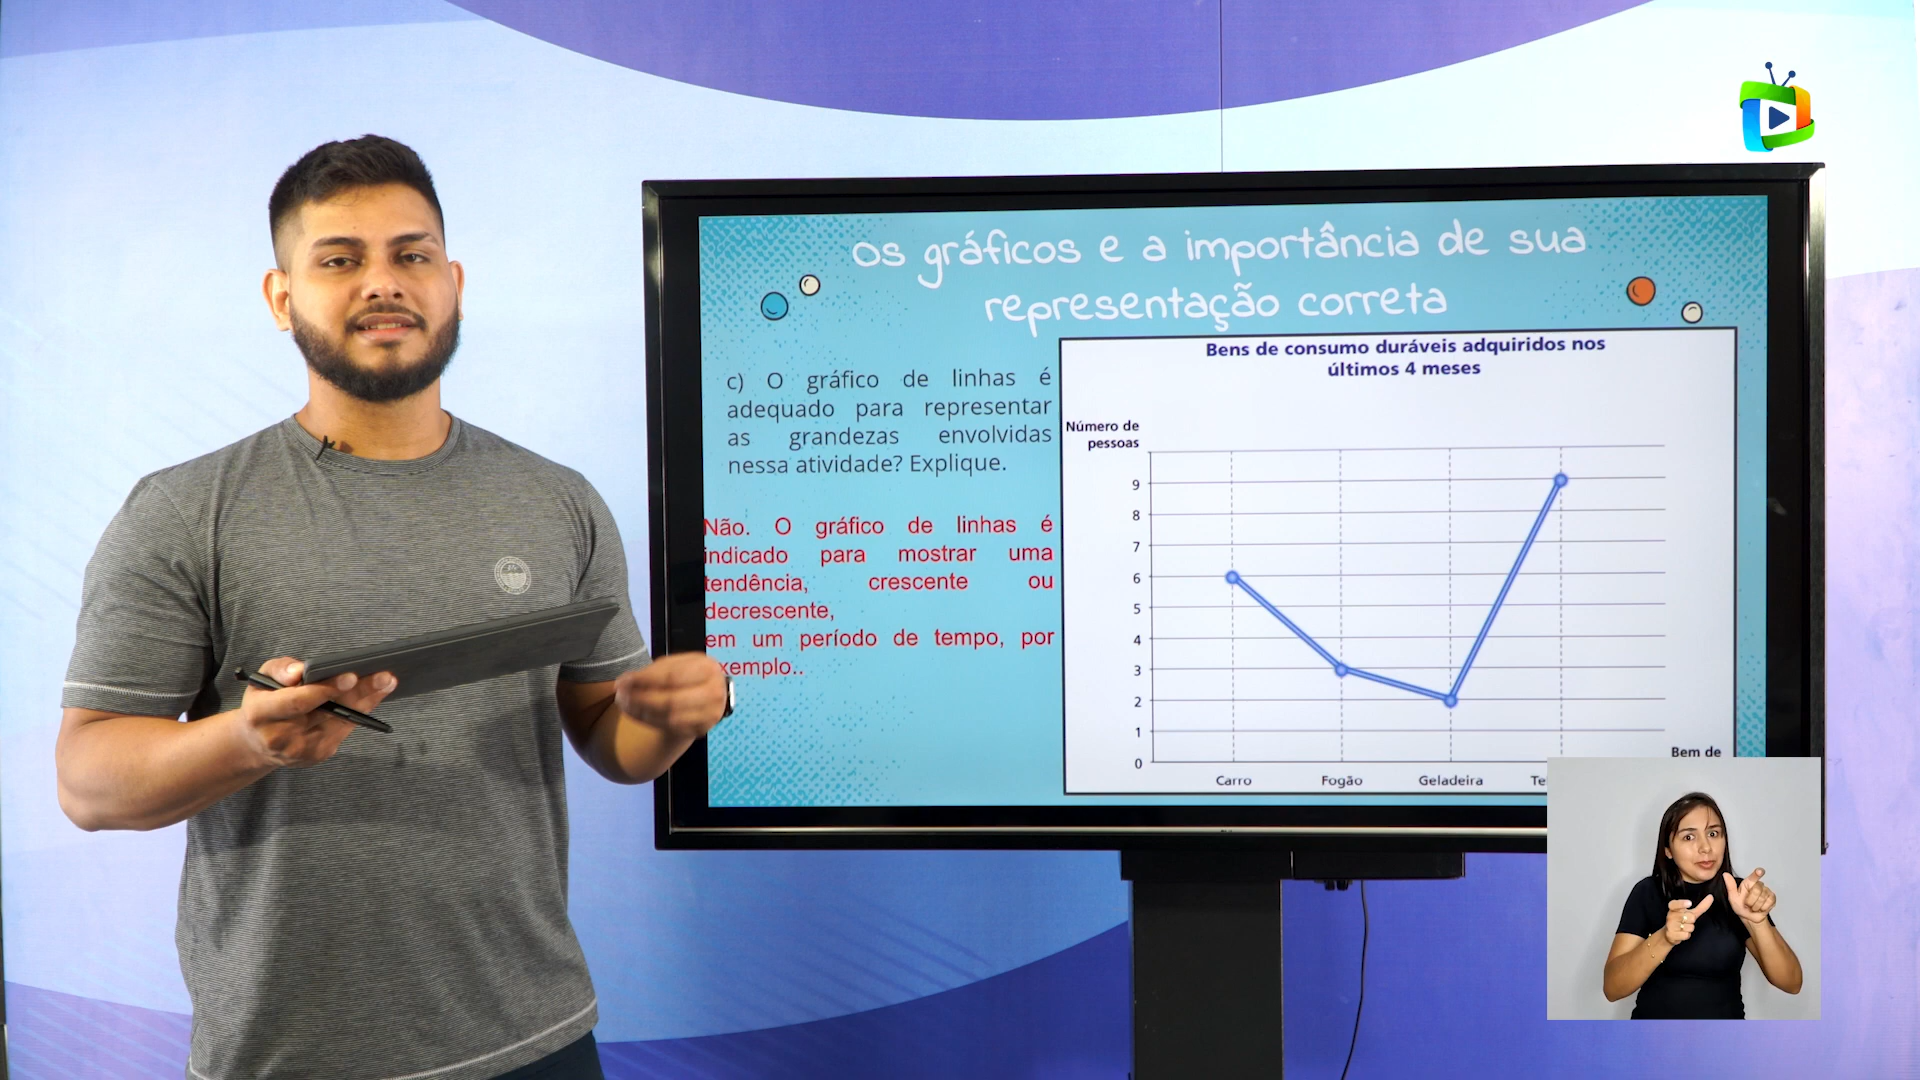 os gráficos e a importância de sua
representação correta
c) O gráfico de linhas é
adequado para representar
as grandezas envolvidas
nessa atividade? Explique.
Não. O gráfico de linhas é
indicado para mostrar uma
tendência, crescente ou
decrescente,
em um período de tempo, por
xemplo..
Bens de consumo duráveis adquiridos nos
últimos 4 meses
Número de
pessoas
9
8
7
6
5
4
3
2
1
0
Carro Fogão Geladeira
Bem de